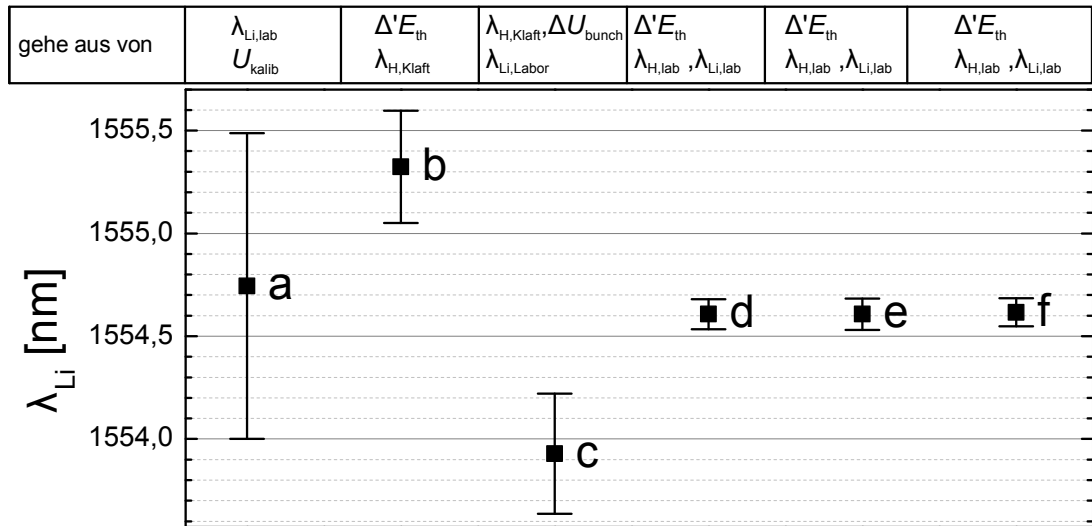 gehe aus von
λLi,lab
Ukalib
Δ'Eth
λH,Klaft
λH,Klaft,ΔUbunch
λLi,Labor
Δ'Eth
λH,lab ,λLi,lab
Δ'Eth
λH,lab ,λLi,lab
Δ'Eth
λH,lab ,λLi,lab
λLi [nm]
1555,5
1555,0
1554,5
1554,0
a
b
c
d
e
f